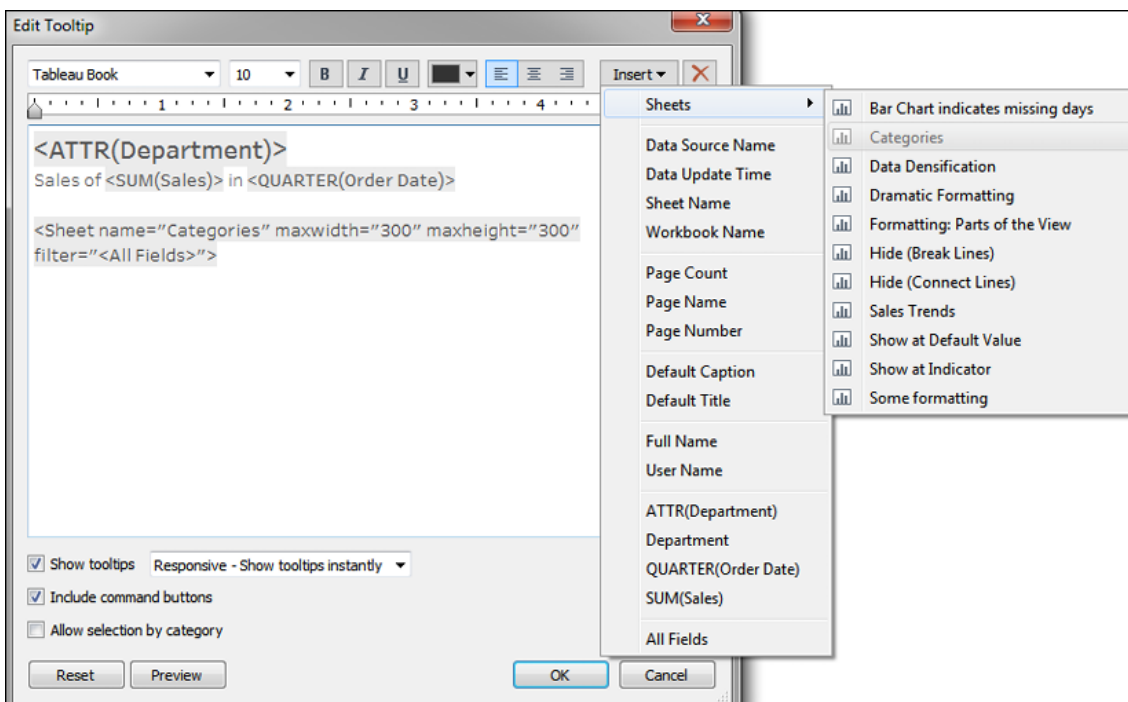 Edit Tooltip
Tableau Book 10 B I U Insert
1 2 3 4
<ATTR(Department)>
Sales of <SUM(Sales)> in <QUARTER(Order Date)>
<Sheet name="Categories" maxwidth="300" maxheight="300"
filter="<All Fields>">
Show tooltips Responsive - Show tooltips instantly
Include command buttons
Allow selection by category
Reset Preview OK Cancel
Sheets
Data Source Name
Data Update Time
Sheet Name
Workbook Name
Page Count
Page Name
Page Number
Default Caption
Default Title
Full Name
User Name
ATTR(Department)
Department
QUARTER(Order Date)
SUM(Sales)
All Fields
Bar Chart indicates missing days
Categories
Data Densification
Dramatic Formatting
Formatting: Parts of the View
Hide (Break Lines)
Hide (Connect Lines)
Sales Trends
Show at Default Value
Show at Indicator
Some formatting